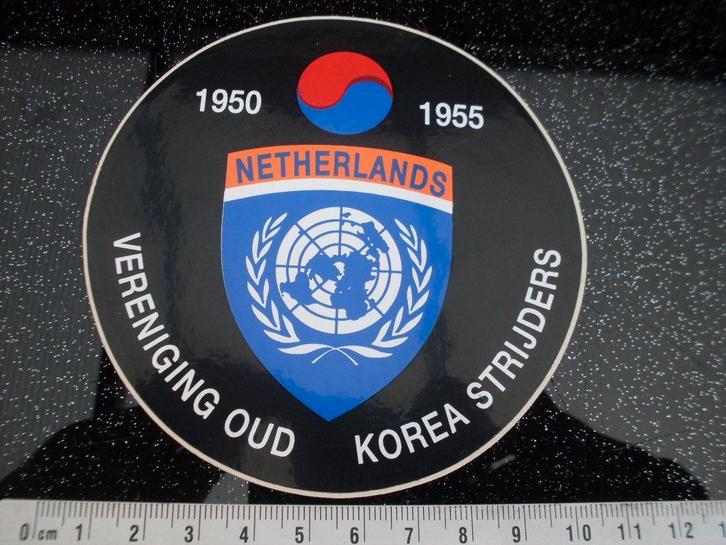 1950 1955
NETHERLANDS
VERENIGING OUD KOREA STRIJDERS
0 cm 1 2 3 4 5 6 7 8 9 10 11 12